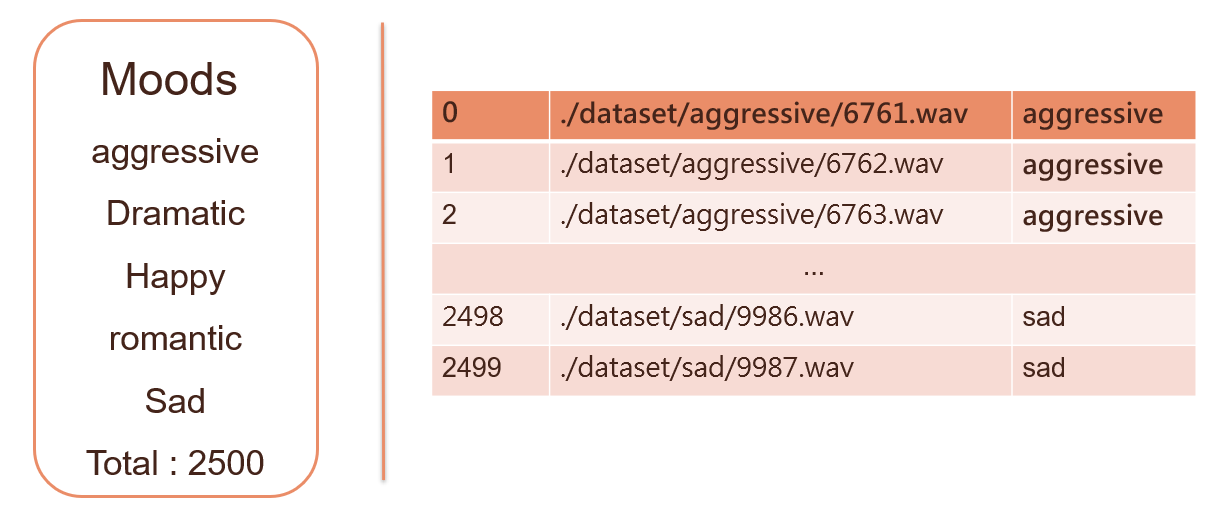 Moods
aggressive
Dramatic
Happy
romantic
Sad
Total : 2500
0 ./dataset/aggressive/6761.wav aggressive
1 ./dataset/aggressive/6762.wav aggressive
2 ./dataset/aggressive/6763.wav aggressive
...
2498 ./dataset/sad/9986.wav sad
2499 ./dataset/sad/9987.wav sad